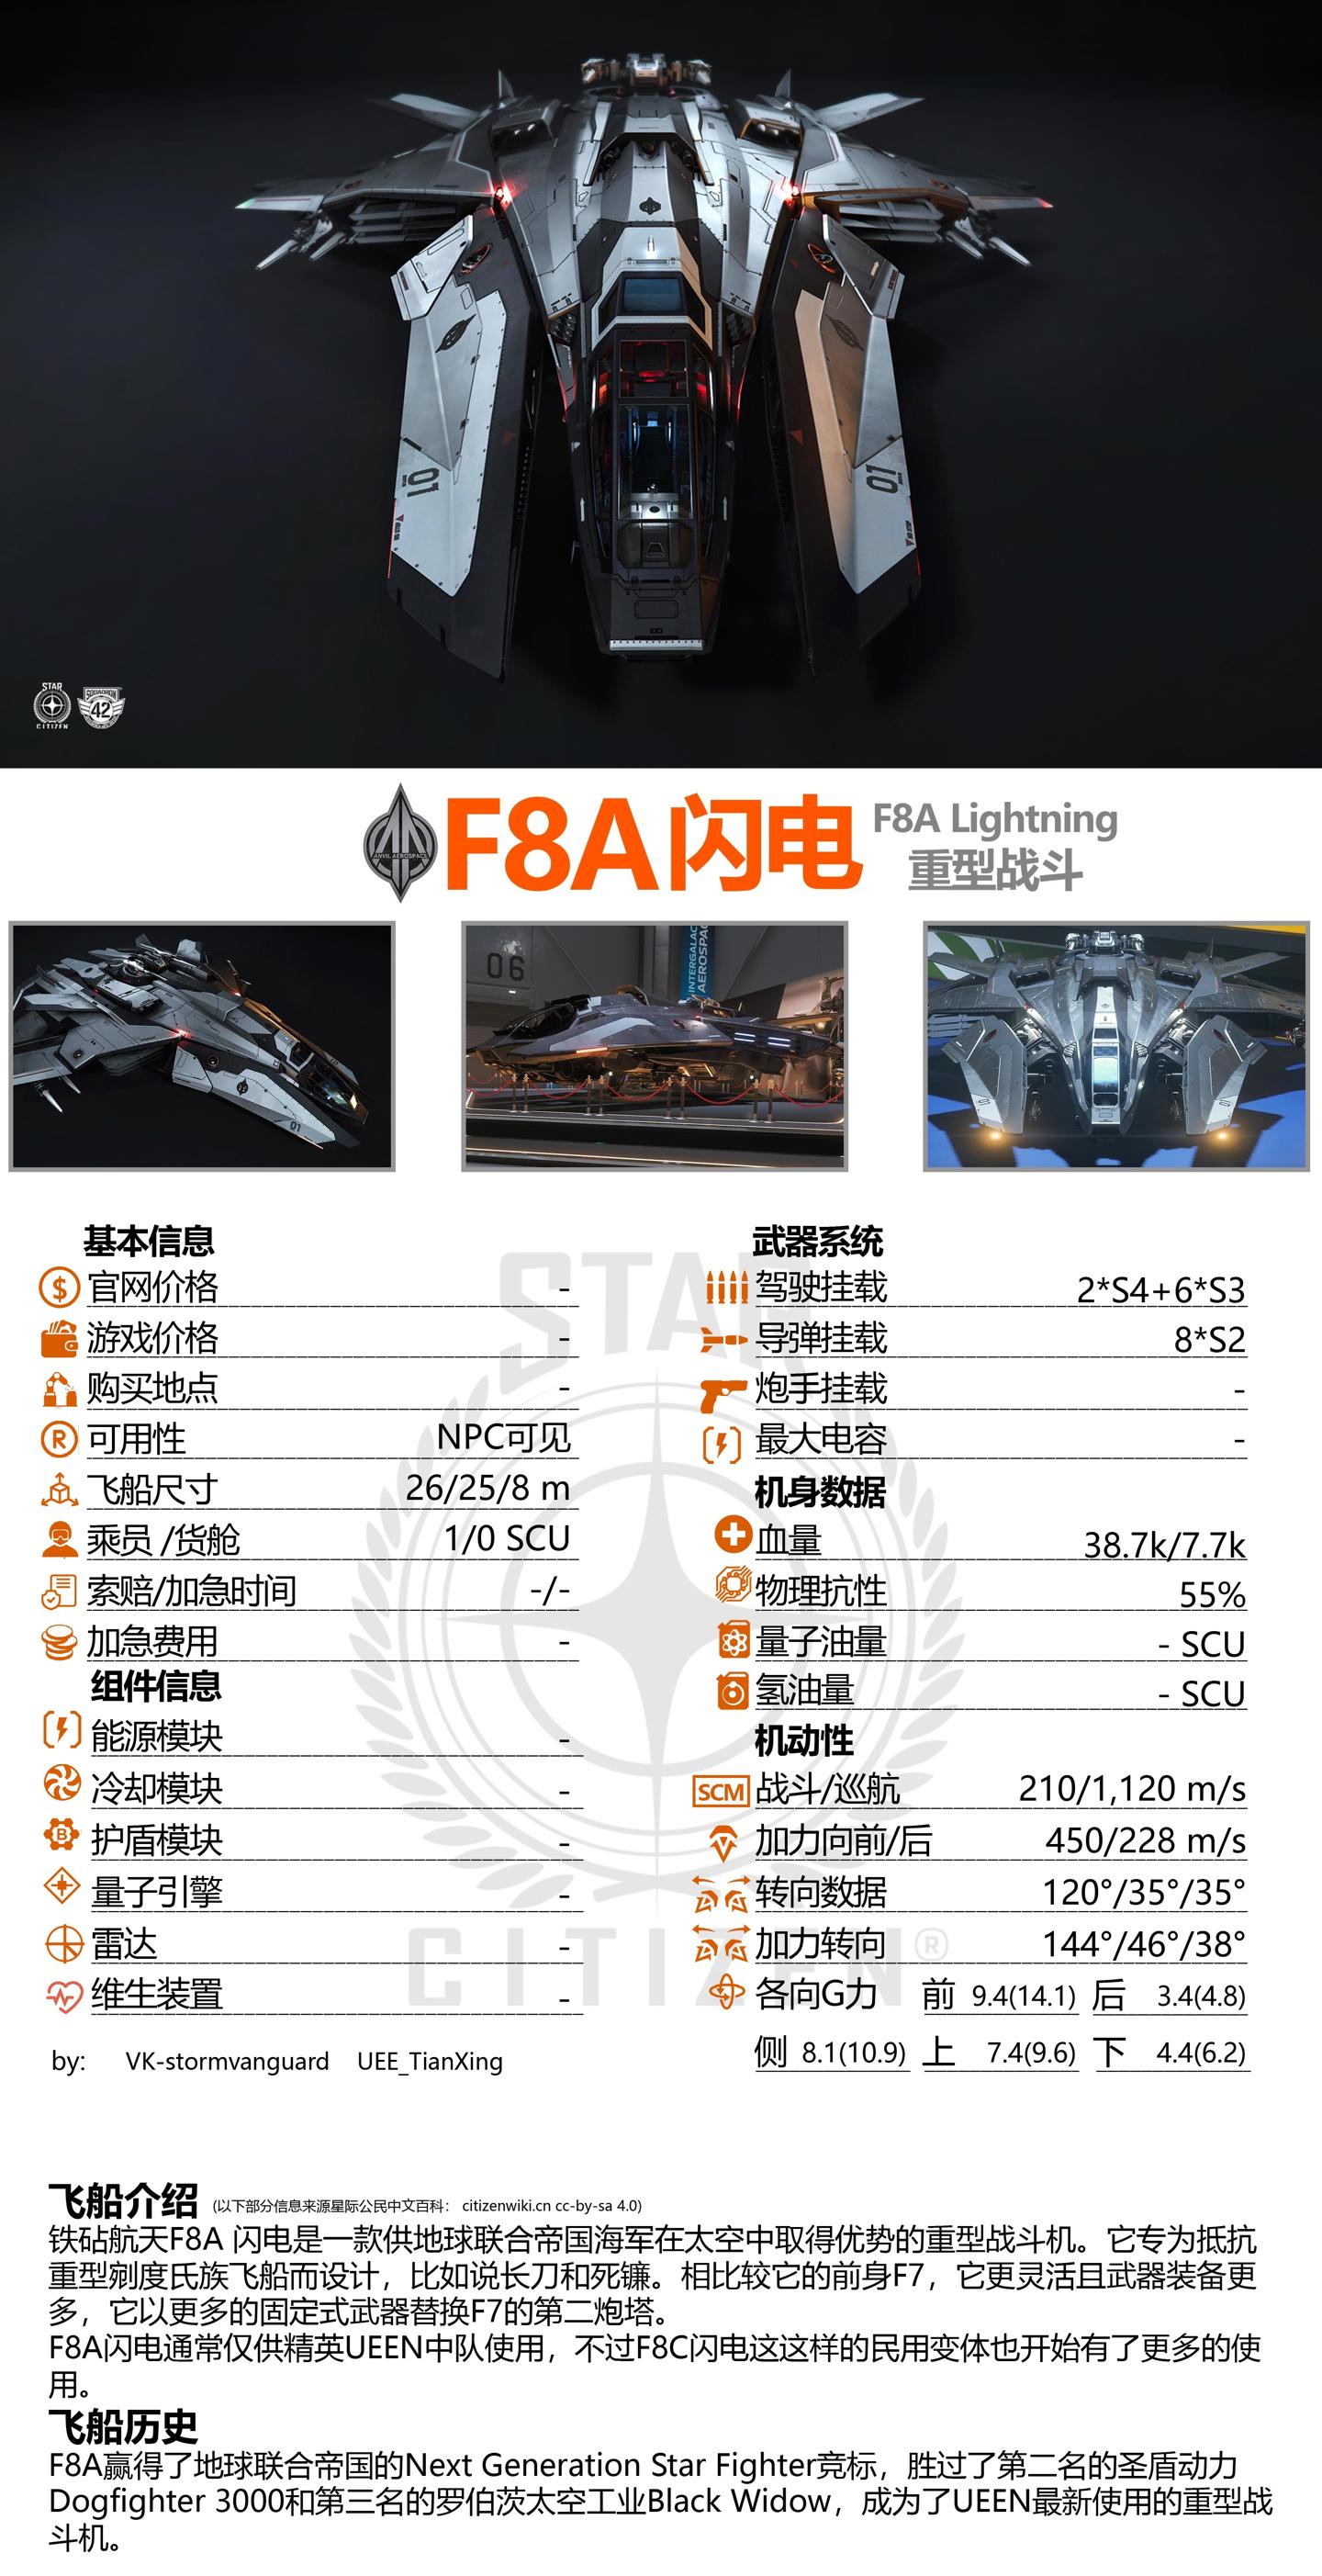 01
01
STAR
CITIZEN
SQUADRON
42
ANVIL AEROSPACE
F8A闪电
F8A Lightning
重型战斗
01
06
INTERGALAC
AEROSPAC
基本信息
官网价格 -
游戏价格 -
购买地点 -
可用性 NPC可见
飞船尺寸 26/25/8 m
乘员 /货舱 1/0 SCU
索赔/加急时间 -/-
加急费用 -
组件信息
能源模块 -
冷却模块 -
护盾模块 -
量子引擎 -
雷达 -
维生装置 -
by: VK-stormvanguard UEE_TianXing
武器系统
驾驶挂载 2*S4+6*S3
导弹挂载 8*S2
炮手挂载 -
最大电容 -
机身数据
血量 38.7k/7.7k
物理抗性 55%
量子油量 - SCU
氢油量 - SCU
机动性
SCM 战斗/巡航 210/1,120 m/s
加力向前/后 450/228 m/s
转向数据 120°/35°/35°
加力转向 144°/46°/38°
各向G力 前 9.4(14.1) 后 3.4(4.8)
侧 8.1(10.9) 上 7.4(9.6) 下 4.4(6.2)
STAR
CITIZEN®
飞船介绍 (以下部分信息来源星际公民中文百科： citizenwiki.cn cc-by-sa 4.0)
铁砧航天F8A 闪电是一款供地球联合帝国海军在太空中取得优势的重型战斗机。它专为抵抗
重型剜度氏族飞船而设计，比如说长刀和死镰。相比较它的前身F7，它更灵活且武器装备更
多，它以更多的固定式武器替换F7的第二炮塔。
F8A闪电通常仅供精英UEEN中队使用，不过F8C闪电这这样的民用变体也开始有了更多的使
用。
飞船历史
F8A赢得了地球联合帝国的Next Generation Star Fighter竞标，胜过了第二名的圣盾动力
Dogfighter 3000和第三名的罗伯茨太空工业Black Widow，成为了UEEN最新使用的重型战
斗机。